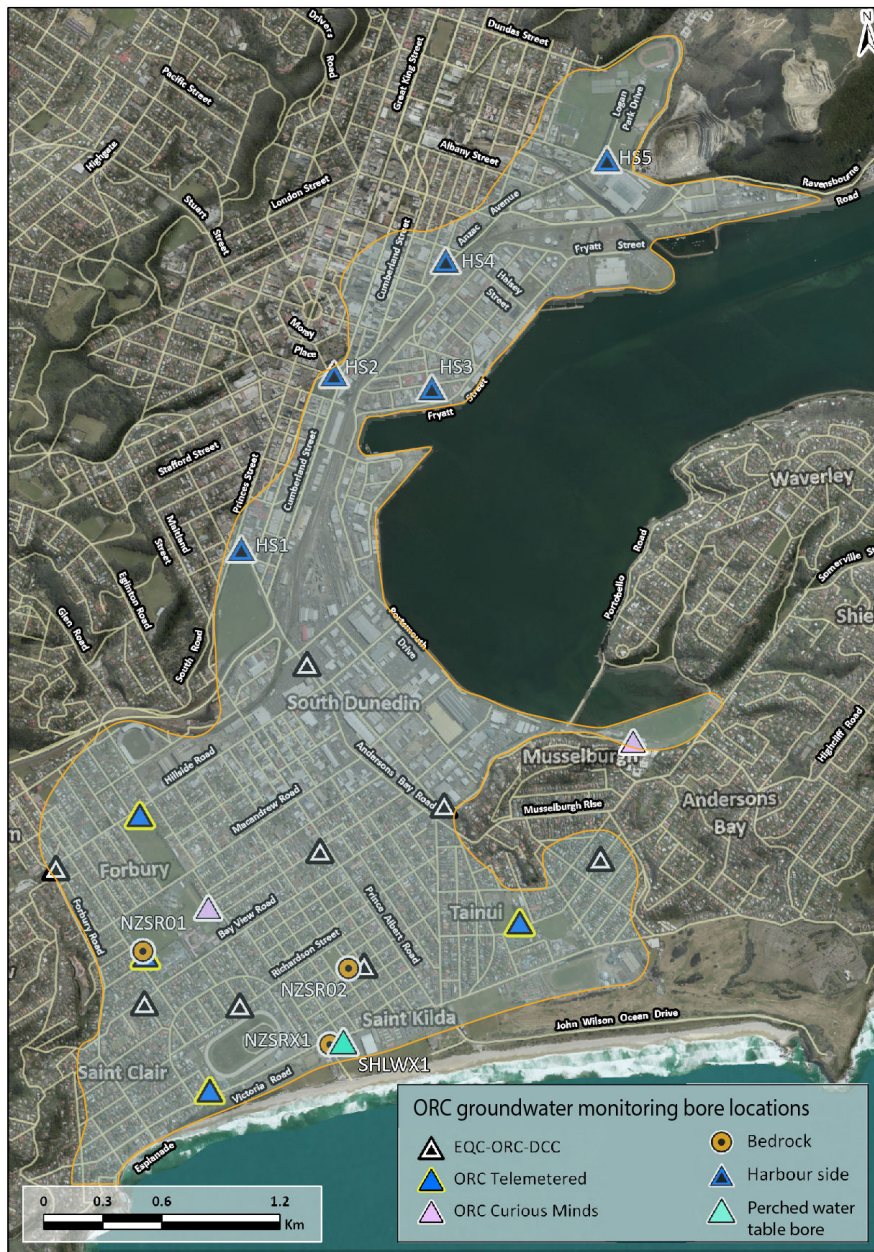 N
Drivers
Road
Dundas Street
Pacific Street
Great King Street
Logan
Park Drive
Highgate
Albany Street
HS5
Ravensbourne
Road
London Street
Stuart
Street
Anzac Avenue
Cumberland Street
Fryatt Street
HS4
Halsey
Street
Moray
Place
HS2
HS3
Fryatt Street
Stafford Street
Princes Street
Cumberland Street
Waverley
Maitland
Street
HS1
Portobello Road
Somerville St
Eglinton Road
Glen Road
South Road
Shie
Portsmouth
Drive
South Dunedin
Highcliff Road
Hillside Road
Andersons Bay Road
Musselburgh
Macandrew Road
Musselburgh Rise
Andersons
Bay
m
Forbury
Forbury Road
Bay View Road
Prince Albert Road
Tainui
NZSR01
Richardson Street
NZSR02
Saint Kilda
John Wilson Ocean Drive
NZSRX1
SHLWX1
Saint Clair
Victoria Road
Esplanade
ORC groundwater monitoring bore locations
EQC-ORC-DCC
Bedrock
ORC Telemetered
Harbour side
ORC Curious Minds
Perched water
table bore
0 0.3 0.6 1.2
Km